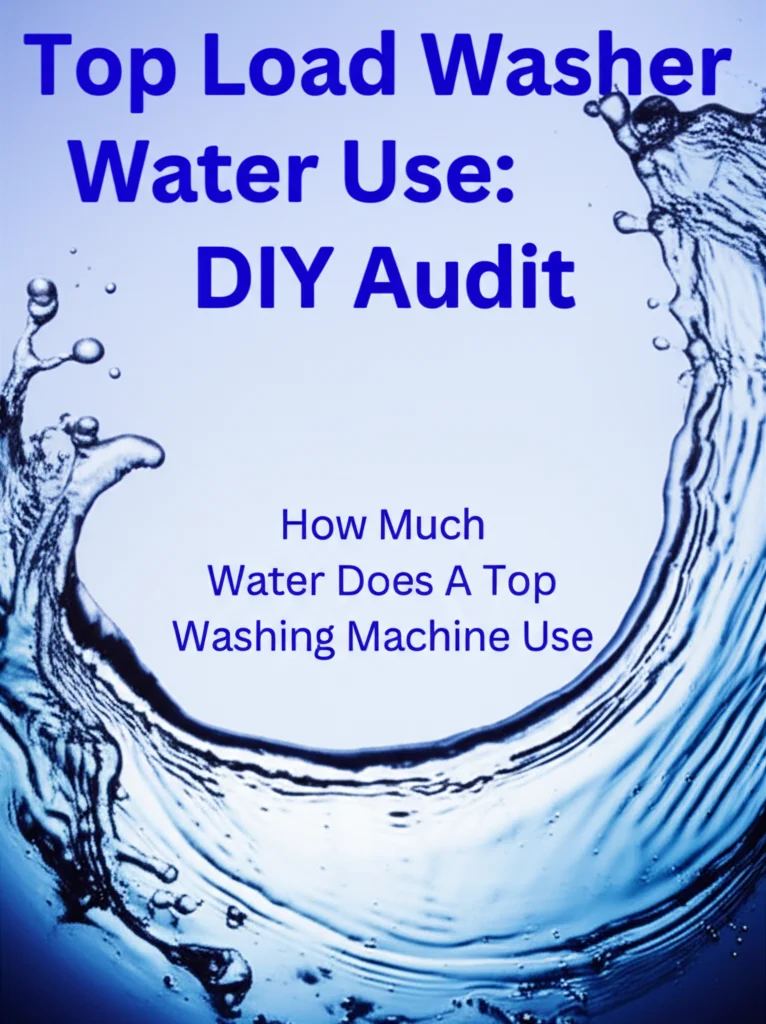 Top Load Washer
Water Use:
DIY Audit
How Much
Water Does A Top
Washing Machine Use